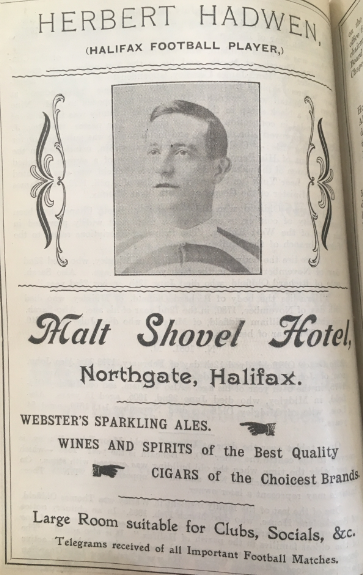 HERBERT HADWEN,
(HALIFAX FOOTBALL PLAYER,)
Malt Shovel Hotel,
Northgate, Halifax.
WEBSTER'S SPARKLING ALES.
WINES AND SPIRITS of the Best Quality
CIGARS of the Choicest Brands.
Large Room suitable for Clubs, Socials, &c.
Telegrams received of all Important Football Matches.